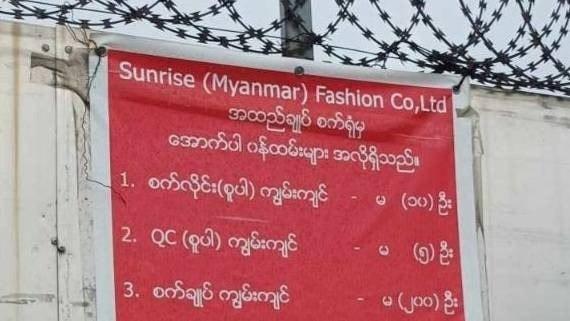 Sunrise (Myanmar) Fashion Co,Ltd
အထည်ချုပ် စက်ရုံမှ
အောက်ပါ ဝန်ထမ်းများ အလိုရှိသည်။
1. စက်လိုင်း(စူပါ) ကျွမ်းကျင် - မ (၁၀) ဦး
2. QC (စူပါ) ကျွမ်းကျင် - မ (၅) ဦး
3. စက်ချုပ် ကျွမ်းကျင် - မ (၂၀၀) ဦး